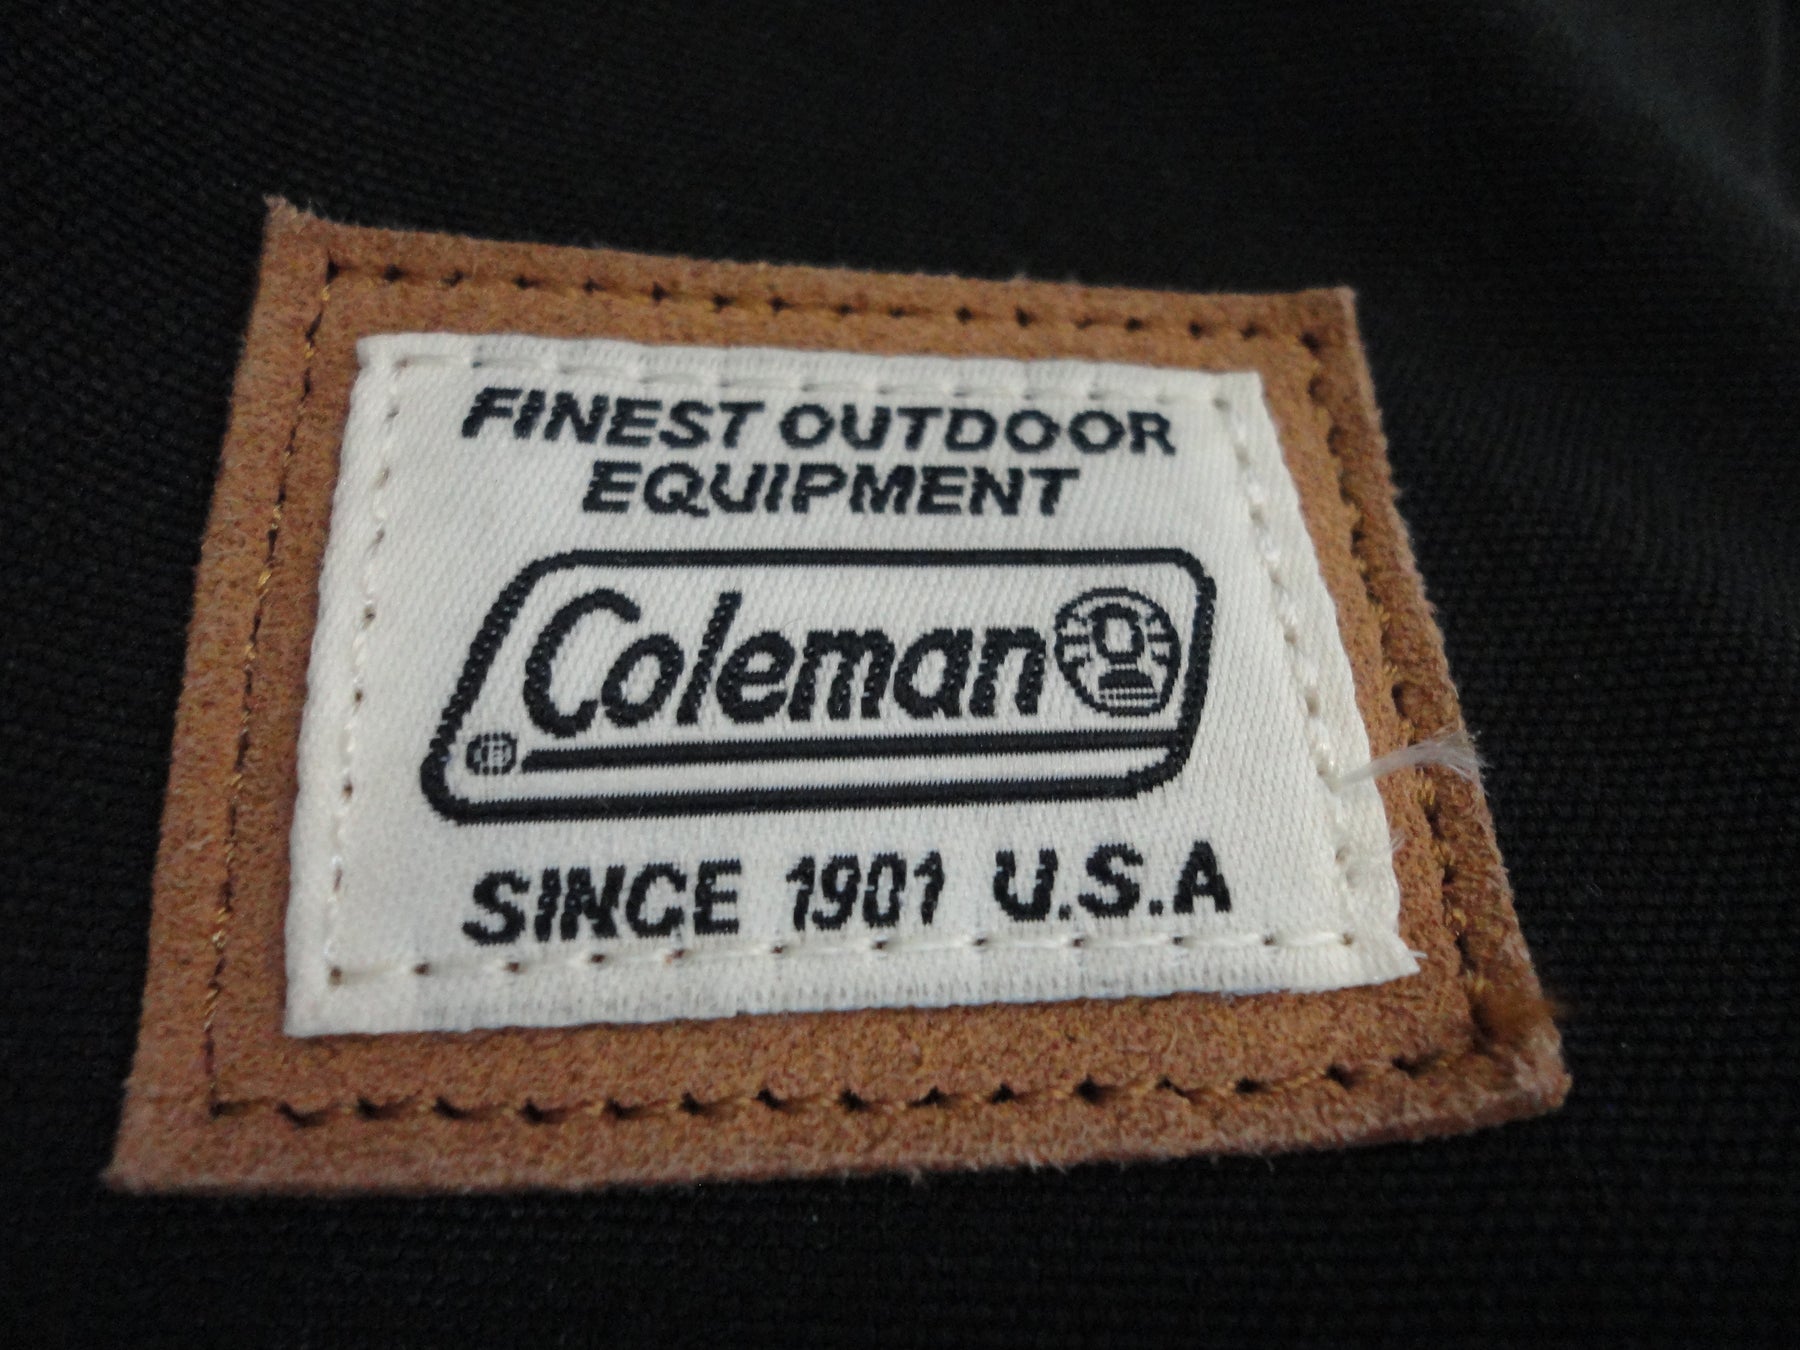 FINEST OUTDOOR
EQUIPMENT
Coleman
®
SINCE 1901 U.S.A